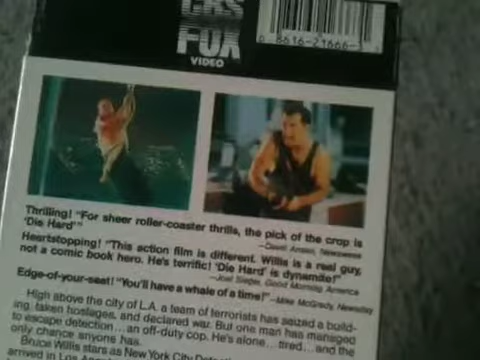 CBS
FOX
VIDEO
8616-21666
Thrilling! "For sheer roller-coaster thrills, the pick of the crop is
'Die Hard'"
—David Ansen, Newsweek
Heartstopping! "This action film is different. Willis is a real guy,
not a comic book hero. He's terrific! 'Die Hard' is dynamite!"
—Joel Siegel, Good Morning America
Edge-of-your-seat! "You'll have a whale of a time!" —Mike McGrady, Newsday
High above the city of L.A. a team of terrorists has seized a build-
ing, taken hostages, and declared war. But one man has managed
to escape detection...an off-duty cop. He's alone...tired...and the
only chance anyone has.
Bruce Willis stars as New York City
arrived in Los